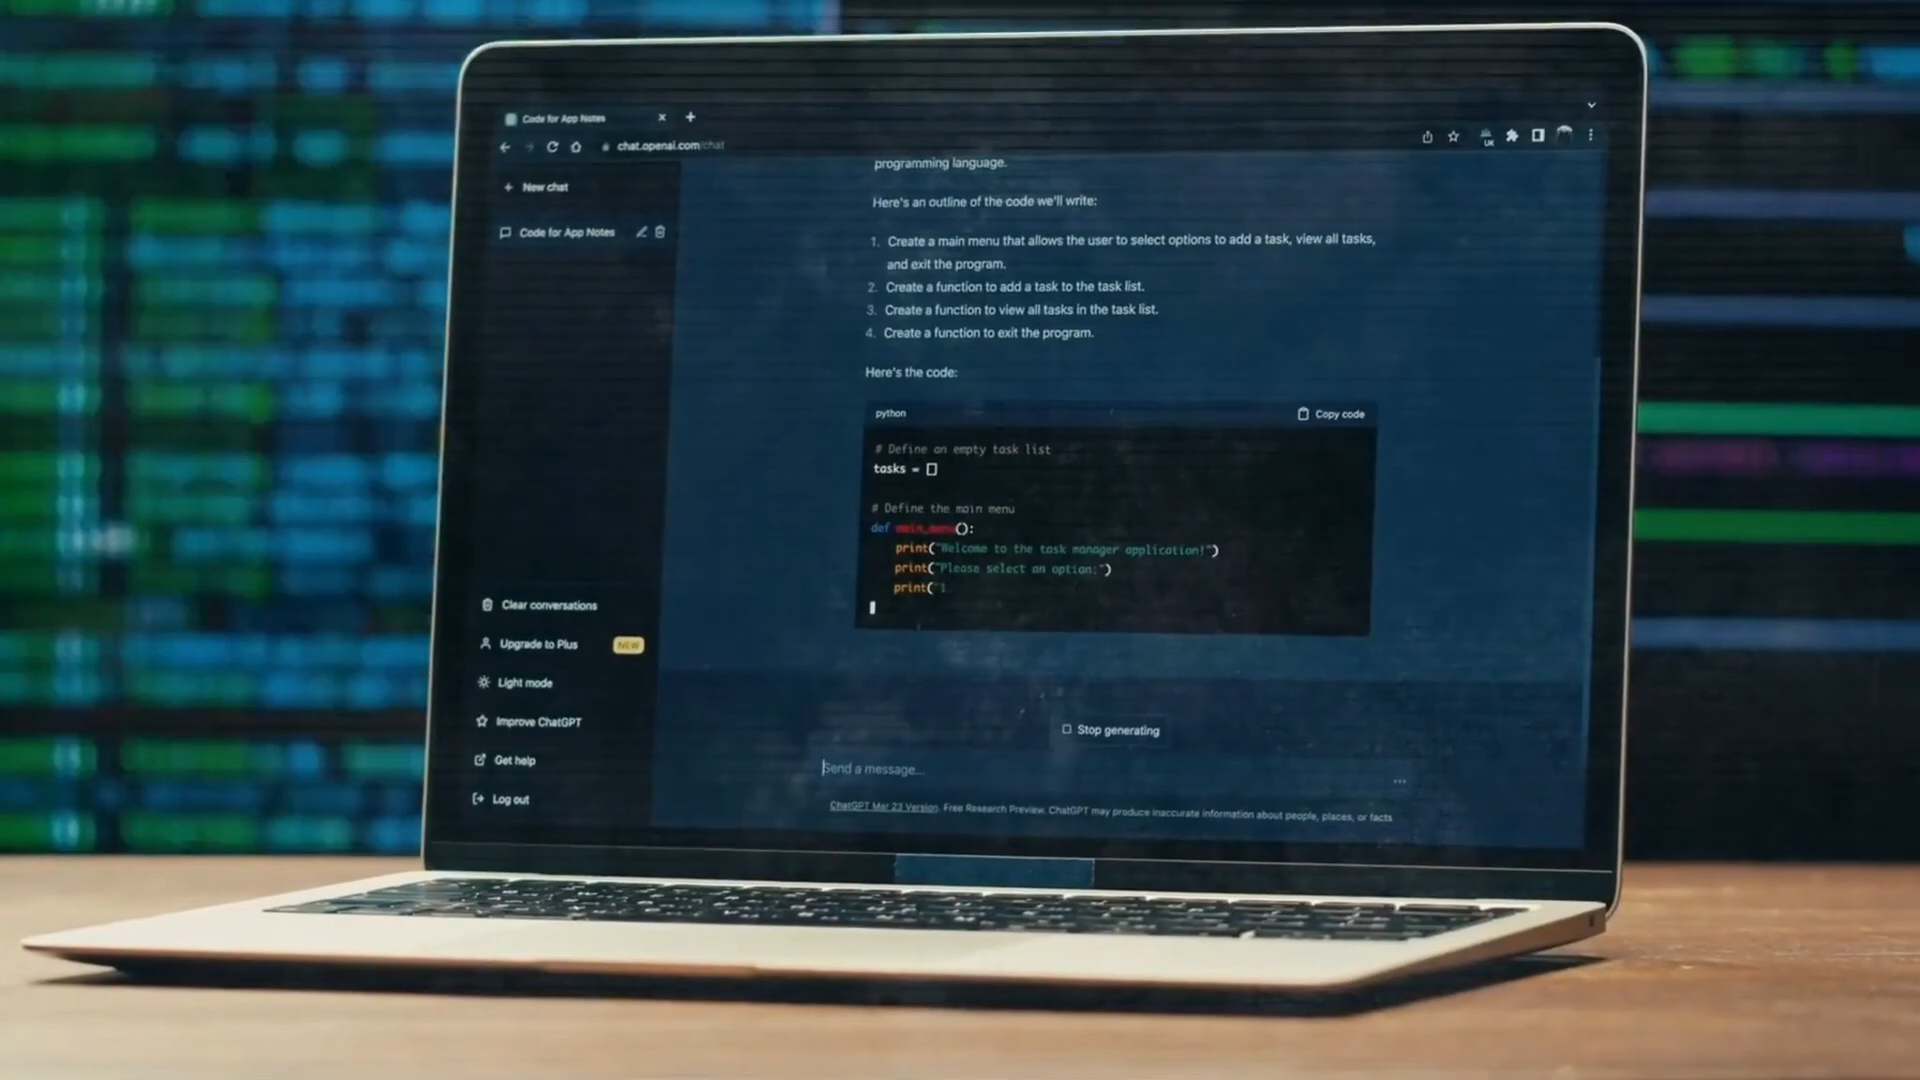 Code for App Notes
chat.openai.com/chat
UK
New chat
Code for App Notes
programming language.
Here's an outline of the code we'll write:
1. Create a main menu that allows the user to select options to add a task, view all tasks,
and exit the program.
2. Create a function to add a task to the task list.
3. Create a function to view all tasks in the task list.
4. Create a function to exit the program.
Here's the code:
python
Copy code
# Define an empty task list
tasks = []
# Define the main menu
def main_menu():
print("Welcome to the task manager application!")
print("Please select an option:")
print("1
Clear conversations
Upgrade to Plus
NEW
Light mode
Improve ChatGPT
Get help
Log out
Stop generating
Send a message...
ChatGPT Mar 23 Version. Free Research Preview. ChatGPT may produce inaccurate information about people, places, or facts